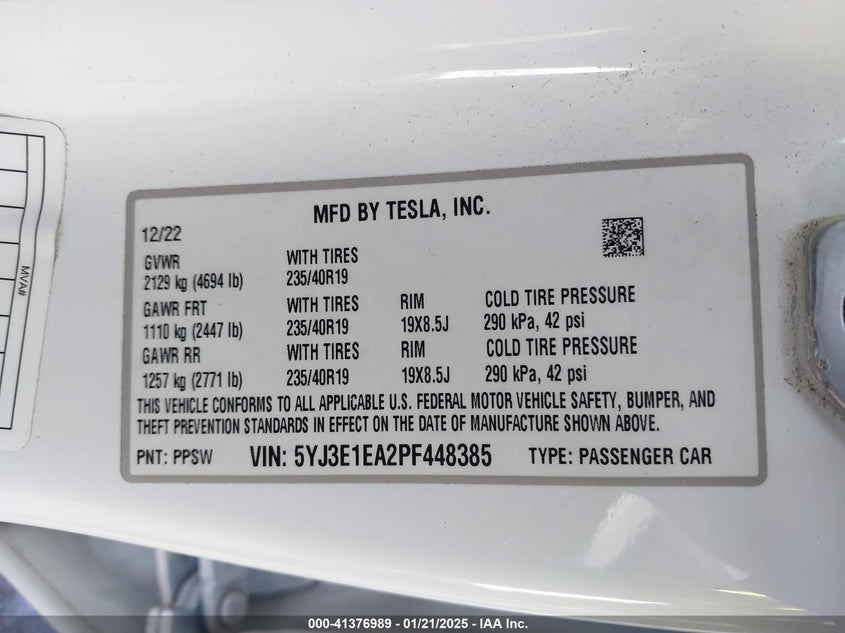 MVA#
MFD BY TESLA, INC.
12/22
GVWR WITH TIRES
2129 kg (4694 lb) 235/40R19
GAWR FRT WITH TIRES RIM COLD TIRE PRESSURE
1110 kg (2447 lb) 235/40R19 19X8.5J 290 kPa, 42 psi
GAWR RR WITH TIRES RIM COLD TIRE PRESSURE
1257 kg (2771 lb) 235/40R19 19X8.5J 290 kPa, 42 psi
THIS VEHICLE CONFORMS TO ALL APPLICABLE U.S. FEDERAL MOTOR VEHICLE SAFETY, BUMPER, AND
THEFT PREVENTION STANDARDS IN EFFECT ON THE DATE OF MANUFACTURE SHOWN ABOVE.
PNT: PPSW VIN: 5YJ3E1EA2PF448385 TYPE: PASSENGER CAR
000-41376989 - 01/21/2025 - IAA Inc.